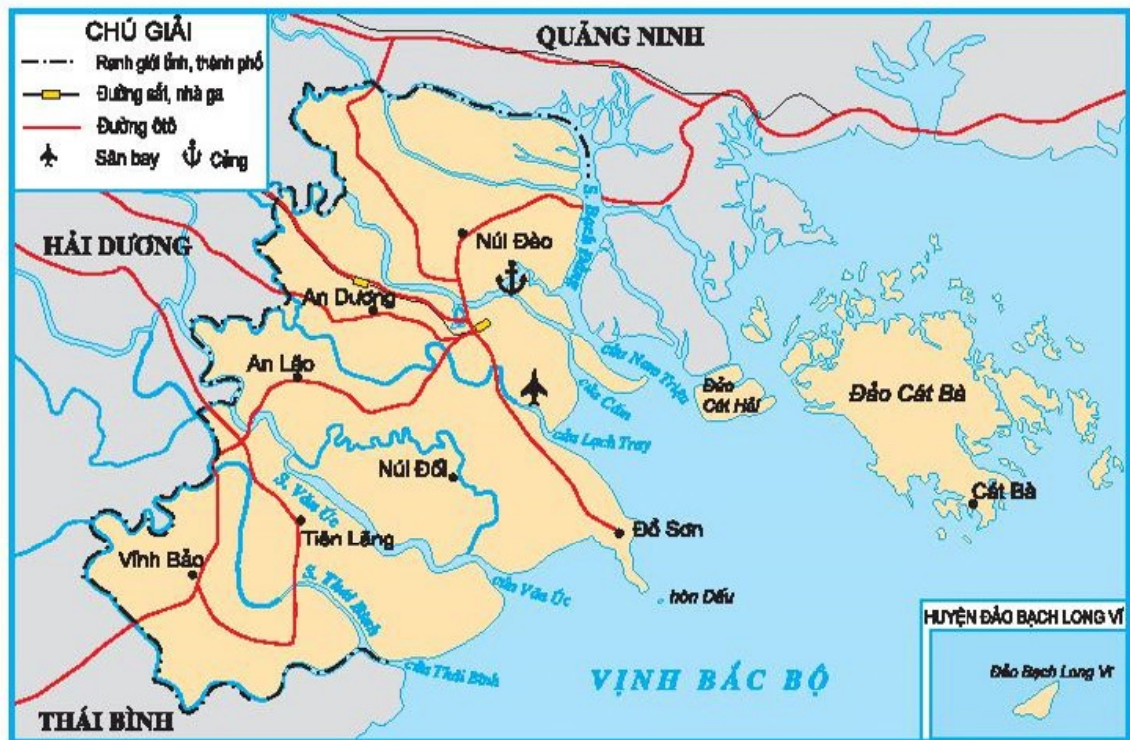 CHÚ GIẢI
Ranh giới tỉnh, thành phố
Đường sắt, nhà ga
Đường ôtô
Sân bay
Cảng
QUẢNG NINH
HẢI DƯƠNG
S. Bạch Đằng
Núi Đèo
An Dương
An Lão
cửa Nam Triệu
cửa Cấm
Đảo
Cát Hải
Đảo Cát Bà
cửa Lạch Tray
Núi Đối
S. Văn Úc
Cát Bà
Tiên Lãng
Đồ Sơn
Vĩnh Bảo
S. Thái Bình
cửa Văn Úc
hòn Dấu
HUYỆN ĐẢO BẠCH LONG VĨ
Đảo Bạch Long Vĩ
cửa Thái Bình
VỊNH BẮC BỘ
THÁI BÌNH